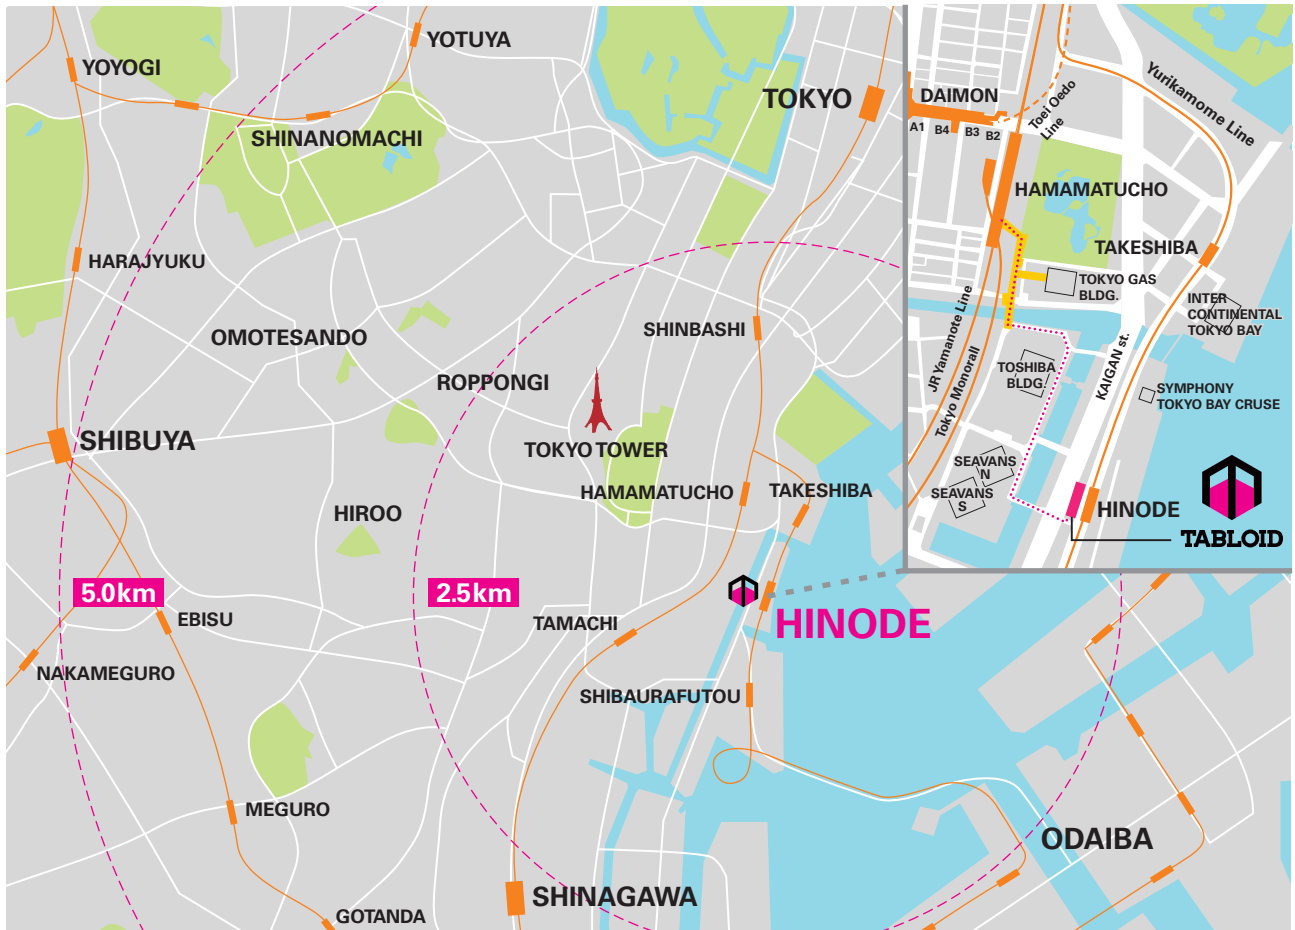 YOTUYA
YOYOGI
TOKYO
SHINANOMACHI
HARAJYUKU
OMOTESANDO
SHINBASHI
ROPPONGI
SHIBUYA
TOKYO TOWER
HAMAMATUCHO
TAKESHIBA
HIROO
5.0km
2.5km
HINODE
EBISU
TAMACHI
NAKAMEGURO
SHIBAURAFUTOU
MEGURO
ODAIBA
SHINAGAWA
GOTANDA
Yurikamome Line
DAIMON
Toei Oedo
Line
A1
B4
B3
B2
HAMAMATUCHO
TAKESHIBA
TOKYO GAS
BLDG.
INTER
CONTINENTAL
TOKYO BAY
JR Yamanote Line
Tokyo Monorall
KAIGAN st.
TOSHIBA
BLDG.
SYMPHONY
TOKYO BAY CRUSE
SEAVANS
N
SEAVANS
S
HINODE
TABLOID